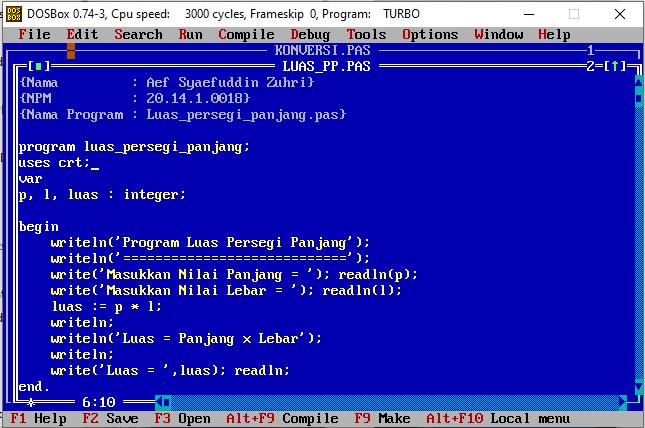 DOSBox 0.74-3, Cpu speed: 3000 cycles, Frameskip 0, Program: TURBO
File Edit Search Run Compile Debug Tools Options Window Help
KONVERSI.PAS 1
[■] LUAS_PP.PAS 2=[↑]
{Nama : Aef Syaefuddin Zuhri}
{NPM : 20.14.1.0018}
{Nama Program : Luas_persegi_panjang.pas}
program luas_persegi_panjang;
uses crt;_
var
p, l, luas : integer;
begin
writeln('Program Luas Persegi Panjang');
writeln('============================');
write('Masukkan Nilai Panjang = '); readln(p);
write('Masukkan Nilai Lebar = '); readln(l);
luas := p * l;
writeln;
writeln('Luas = Panjang x Lebar');
writeln;
write('Luas = ',luas); readln;
end.
* 6:10
F1 Help F2 Save F3 Open Alt+F9 Compile F9 Make Alt+F10 Local menu